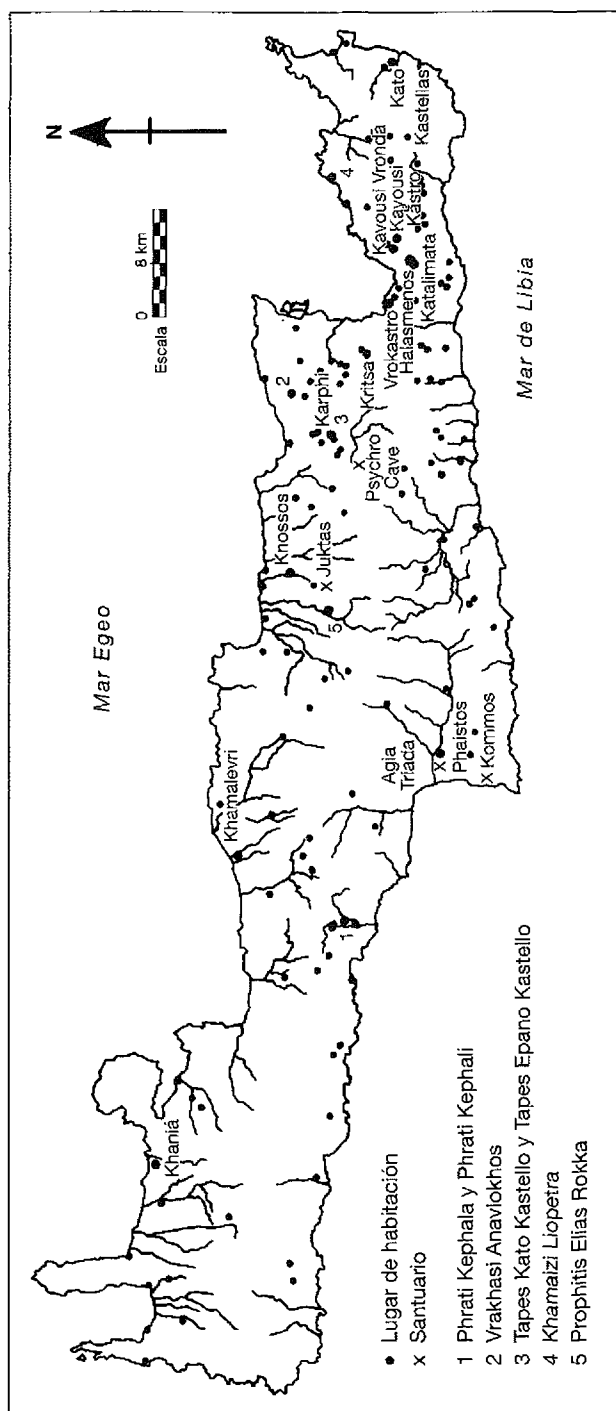 Mar Egeo
N
0 8 km
Escala
Khaniá
Khamalevri
Knossos
x Juktas
2
Karphi
3
x
Psychro
Cave
Kritsa
4
Kavousi Vronda
Kavousi
Kastro
Kato
Kastellas
Vrokastro
Halasmenos
Katalimata
5
Agia
Triada
x
Phaistos
x Kommos
1
Mar de Libia
• Lugar de habitación
x Santuario
1 Phrati Kephala y Phrati Kephali
2 Vrakhasi Anavlokhos
3 Tapes Kato Kastello y Tapes Epano Kastello
4 Khamaizi Liopetra
5 Prophitis Elias Rokka